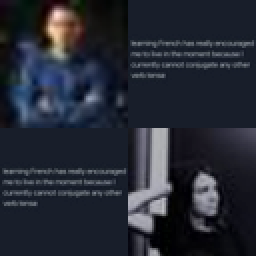 learning French has really encouraged
me to live in the moment because I
currently cannot conjugate any other
verb tense
learning French has really encouraged
me to live in the moment because I
currently cannot conjugate any other
verb tense